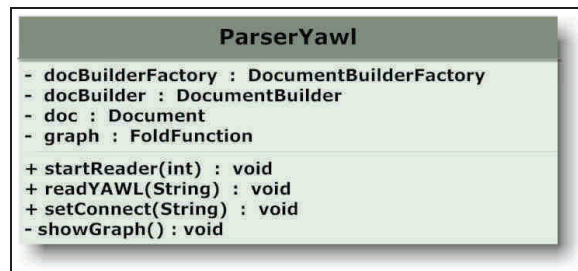 ParserYawl
- docBuilderFactory : DocumentBuilderFactory
- docBuilder : DocumentBuilder
- doc : Document
- graph : FoldFunction
+ startReader(int) : void
+ readYAWL(String) : void
+ setConnect(String) : void
- showGraph() : void